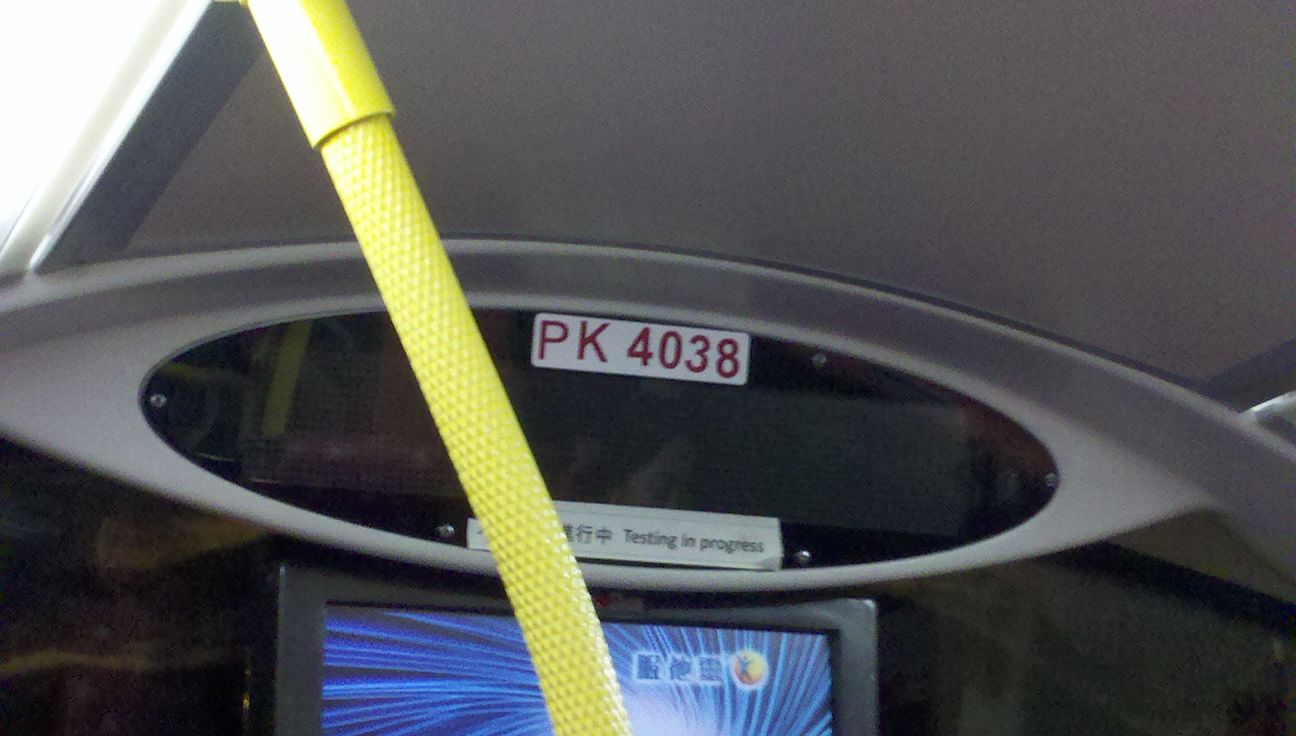 PK 4038
進行中 Testing in progress